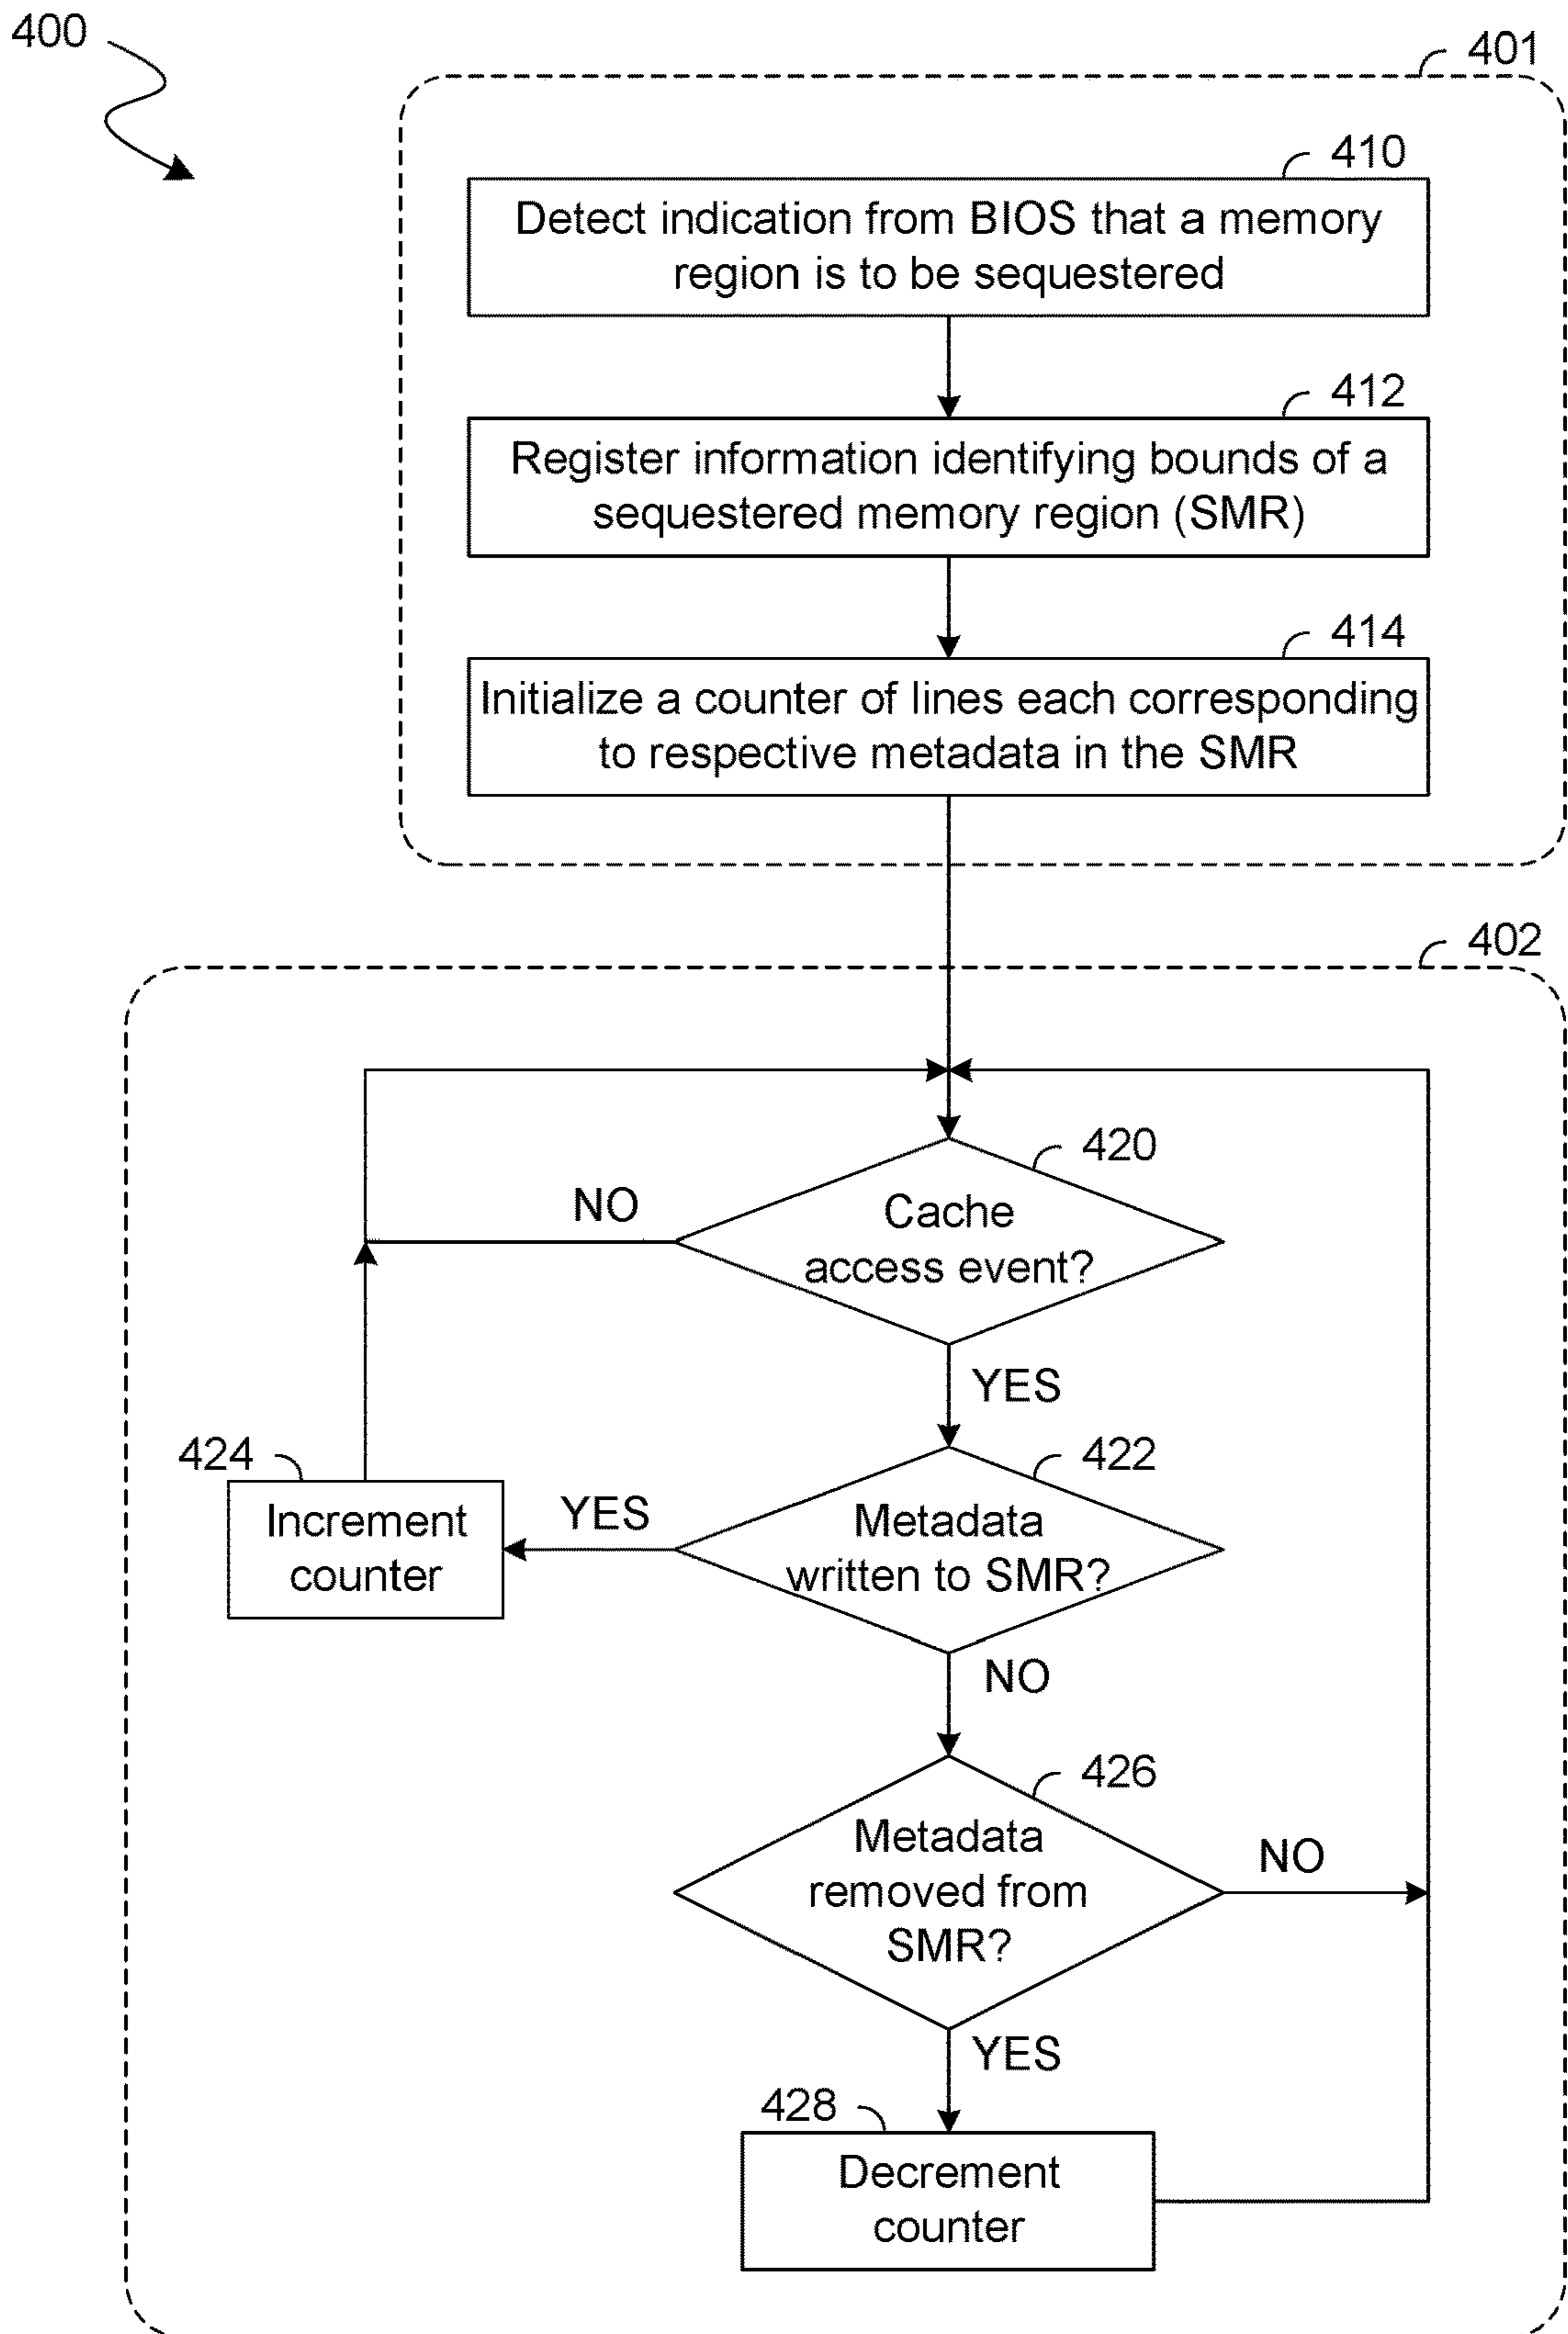 400
401
410
Detect indication from BIOS that a memory
region is to be sequestered
412
Register information identifying bounds of a
sequestered memory region (SMR)
414
Initialize a counter of lines each corresponding
to respective metadata in the SMR
402
420
NO
Cache
access event?
YES
424
422
Increment
counter
YES
Metadata
written to SMR?
NO
426
Metadata
removed from
SMR?
NO
YES
428
Decrement
counter